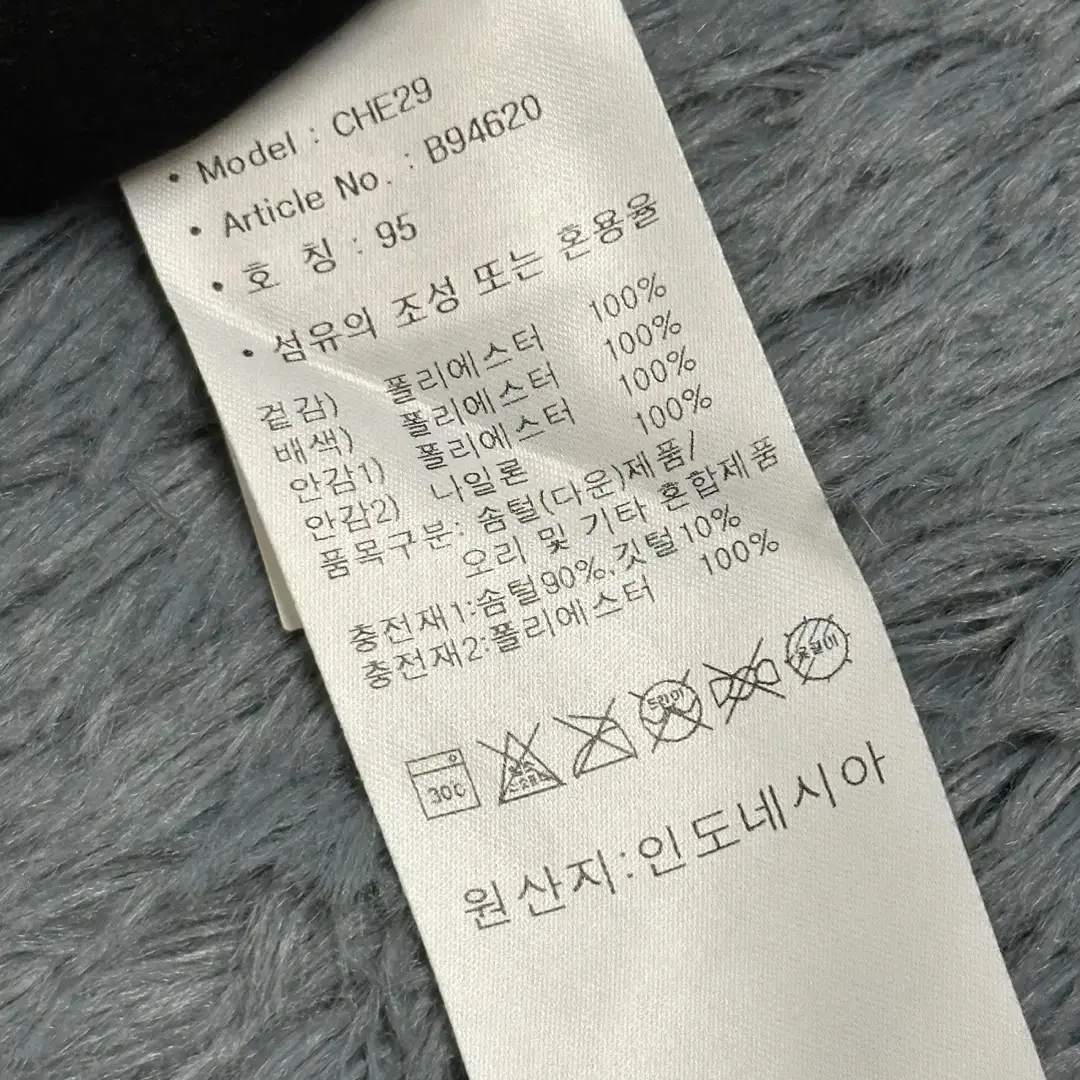 • Model : CHE29
• Article No. : B94620
• 호 칭 : 95
• 섬유의 조성 또는 혼용율
겉감) 폴리에스터 100%
배색) 폴리에스터 100%
안감1) 폴리에스터 100%
안감2) 나일론 100%
품목구분: 솜털(다운)제품/
오리 및 기타 혼합제품
충전재1:솜털90%,깃털10%
충전재2:폴리에스터 100%
30C
드라이
원산지:인도네시아